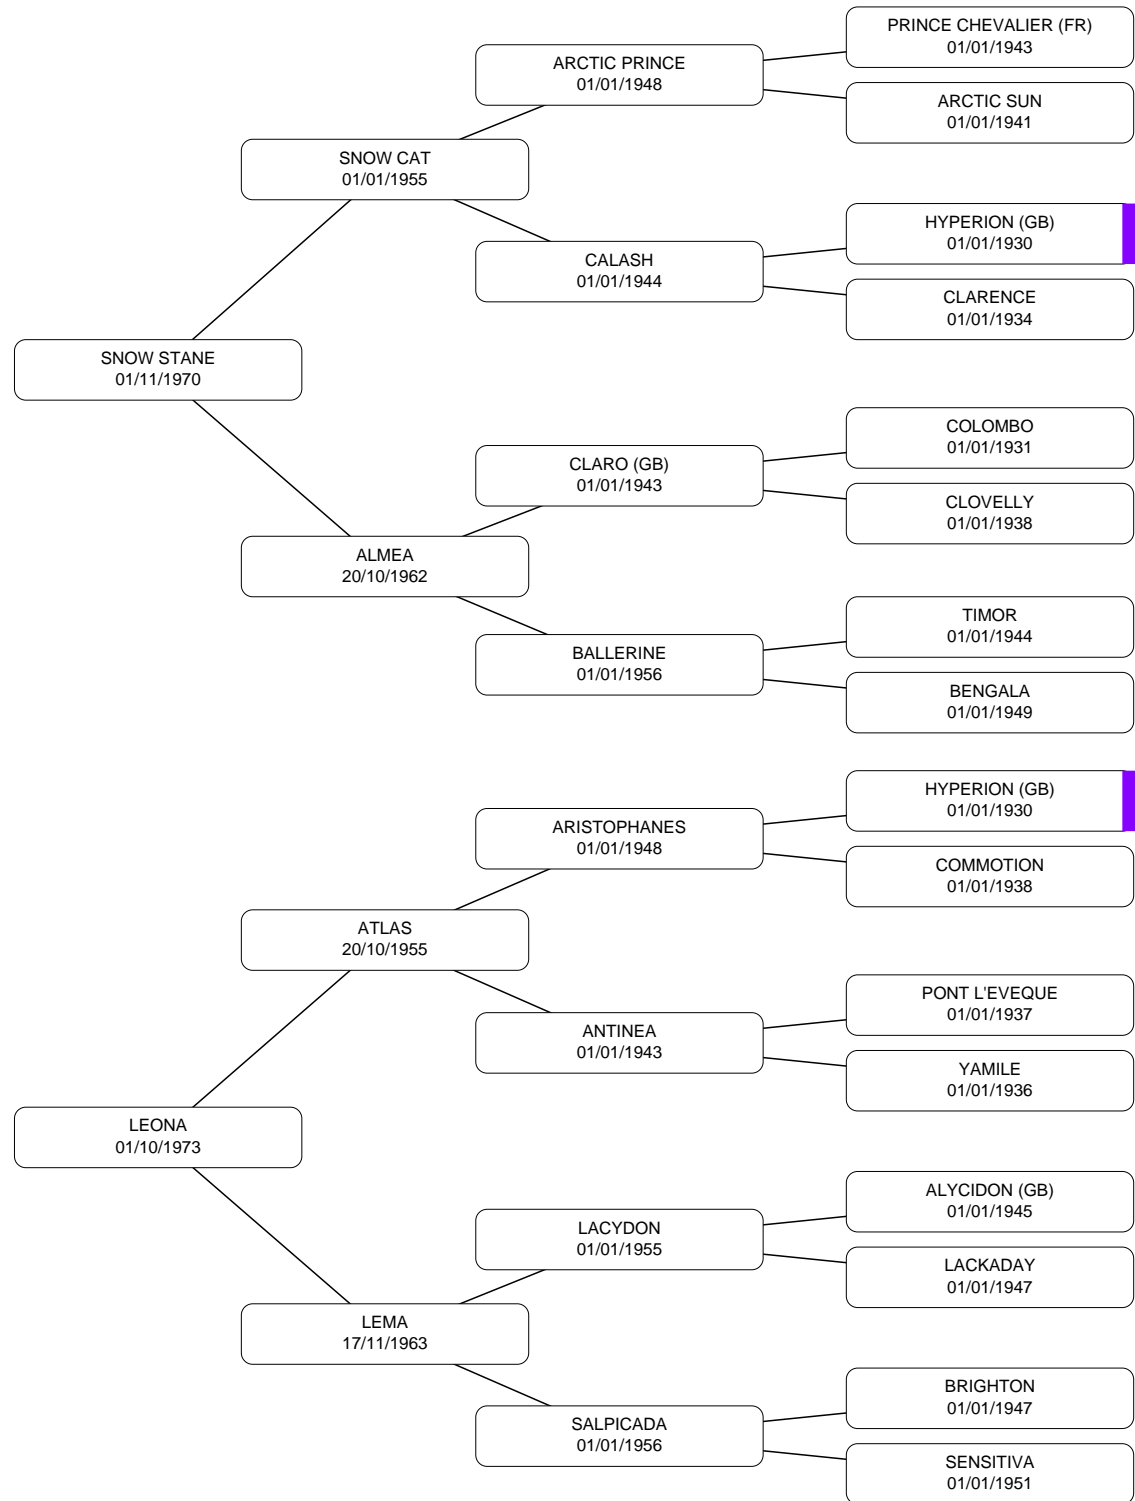 PRINCE CHEVALIER (FR)
01/01/1943
ARCTIC PRINCE
01/01/1948
ARCTIC SUN
01/01/1941
SNOW CAT
01/01/1955
HYPERION (GB)
01/01/1930
CALASH
01/01/1944
CLARENCE
01/01/1934
SNOW STANE
01/11/1970
COLOMBO
01/01/1931
CLARO (GB)
01/01/1943
CLOVELLY
01/01/1938
ALMEA
20/10/1962
TIMOR
01/01/1944
BALLERINE
01/01/1956
BENGALA
01/01/1949
HYPERION (GB)
01/01/1930
ARISTOPHANES
01/01/1948
COMMOTION
01/01/1938
ATLAS
20/10/1955
PONT L'EVEQUE
01/01/1937
ANTINEA
01/01/1943
YAMILE
01/01/1936
LEONA
01/10/1973
ALYCIDON (GB)
01/01/1945
LACYDON
01/01/1955
LACKADAY
01/01/1947
LEMA
17/11/1963
BRIGHTON
01/01/1947
SALPICADA
01/01/1956
SENSITIVA
01/01/1951